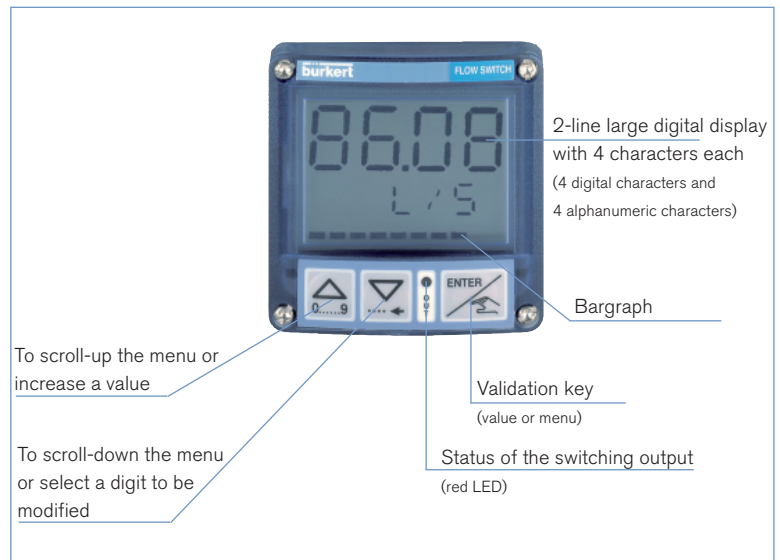 burkert
FLOW SWITCH
86.08
L/S
2-line large digital display
with 4 characters each
(4 digital characters and
4 alphanumeric characters)
0......9
OUT
ENTER
Bargraph
To scroll-up the menu or
increase a value
Validation key
(value or menu)
To scroll-down the menu
or select a digit to be
modified
Status of the switching output
(red LED)